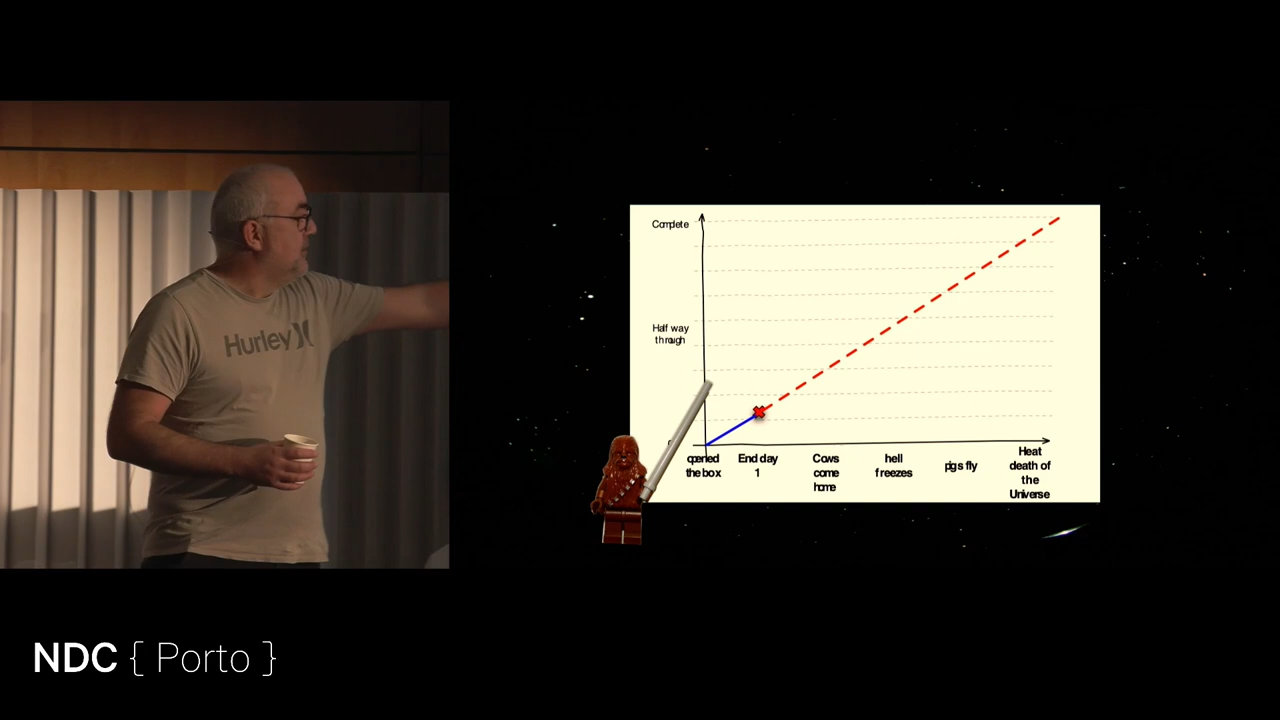 Hurley
Complete
Half way
through
opened
the box
End day
1
Cows
come
home
hell
freezes
pigs fly
Heat
death of
the
Universe
NDC { Porto }